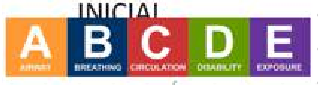 INICIAL
A B C D E
AIRWAY BREATHING CIRCULATION DISABILITY EXPOSURE